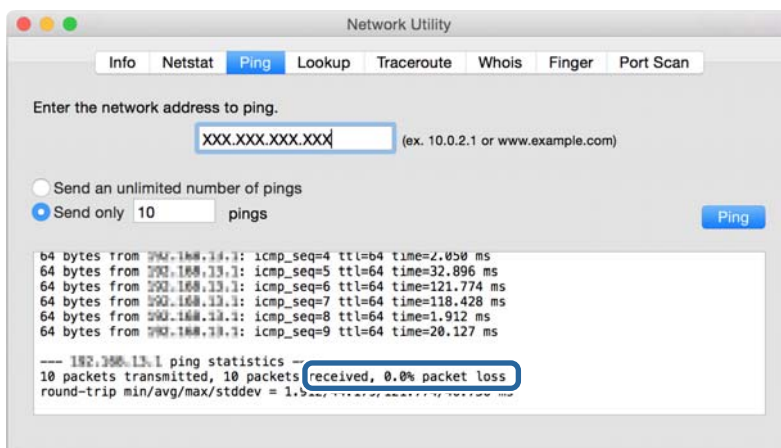 Network Utility
Info Netstat Ping Lookup Traceroute Whois Finger Port Scan
Enter the network address to ping.
XXX.XXX.XXX.XXX (ex. 10.0.2.1 or www.example.com)
Send an unlimited number of pings
Send only 10 pings
Ping
64 bytes from icmp_seq=4 ttl=64 time=2.050 ms
64 bytes from icmp_seq=5 ttl=64 time=32.896 ms
64 bytes from icmp_seq=6 ttl=64 time=121.774 ms
64 bytes from icmp_seq=7 ttl=64 time=118.428 ms
64 bytes from icmp_seq=8 ttl=64 time=1.912 ms
64 bytes from icmp_seq=9 ttl=64 time=20.127 ms
--- ping statistics
10 packets transmitted, 10 packets received, 0.0% packet loss
round-trip min/avg/max/stddev = ms